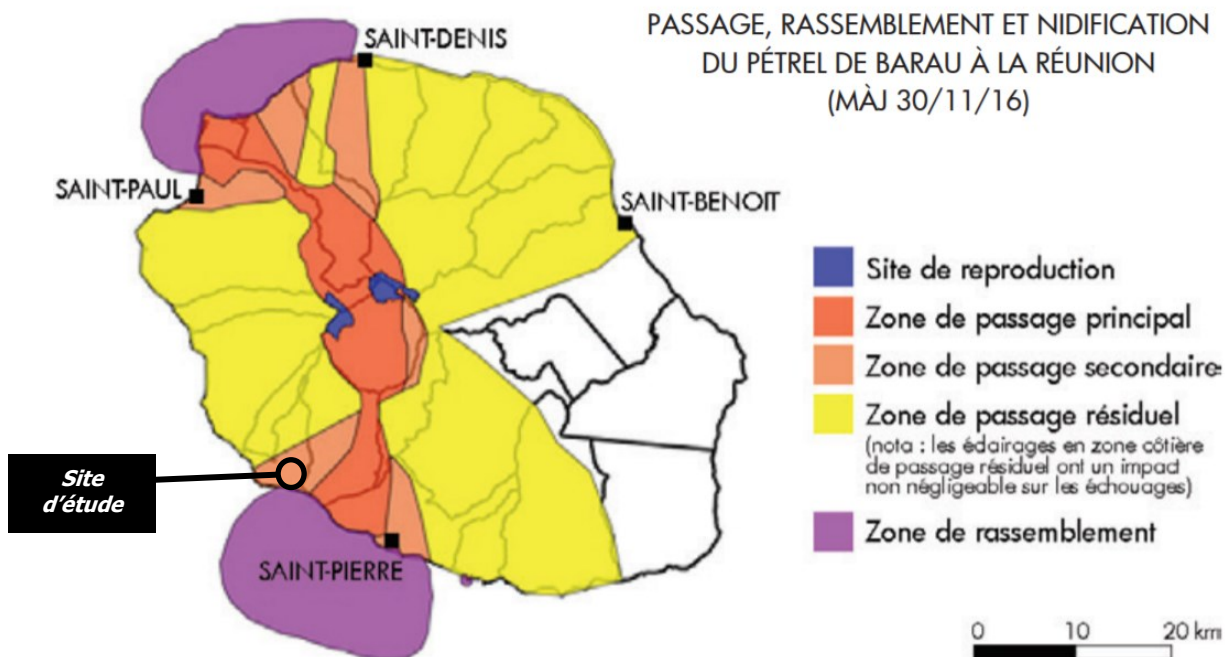 PASSAGE, RASSEMBLEMENT ET NIDIFICATION
DU PÉTREL DE BARAU À LA RÉUNION
(MÀJ 30/11/16)
SAINT-DENIS
SAINT-PAUL
SAINT-BENOIT
Site de reproduction
Zone de passage principal
Zone de passage secondaire
Zone de passage résiduel
(nota : les éclairages en zone côtière
de passage résiduel ont un impact
non négligeable sur les échouages)
Zone de rassemblement
Site
d'étude
SAINT-PIERRE
0 10 20 km